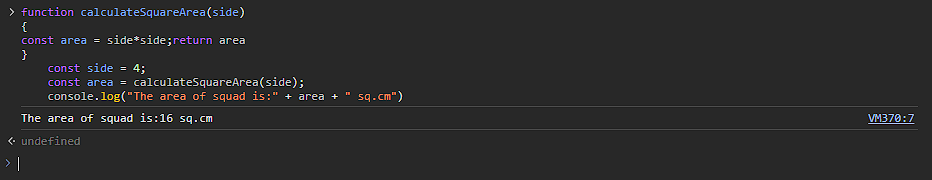 function calculateSquareArea(side)
{
const area = side*side;return area
}
const side = 4;
const area = calculateSquareArea(side);
console.log("The area of squad is:" + area + " sq.cm")
The area of squad is:16 sq.cm VM370:7
undefined